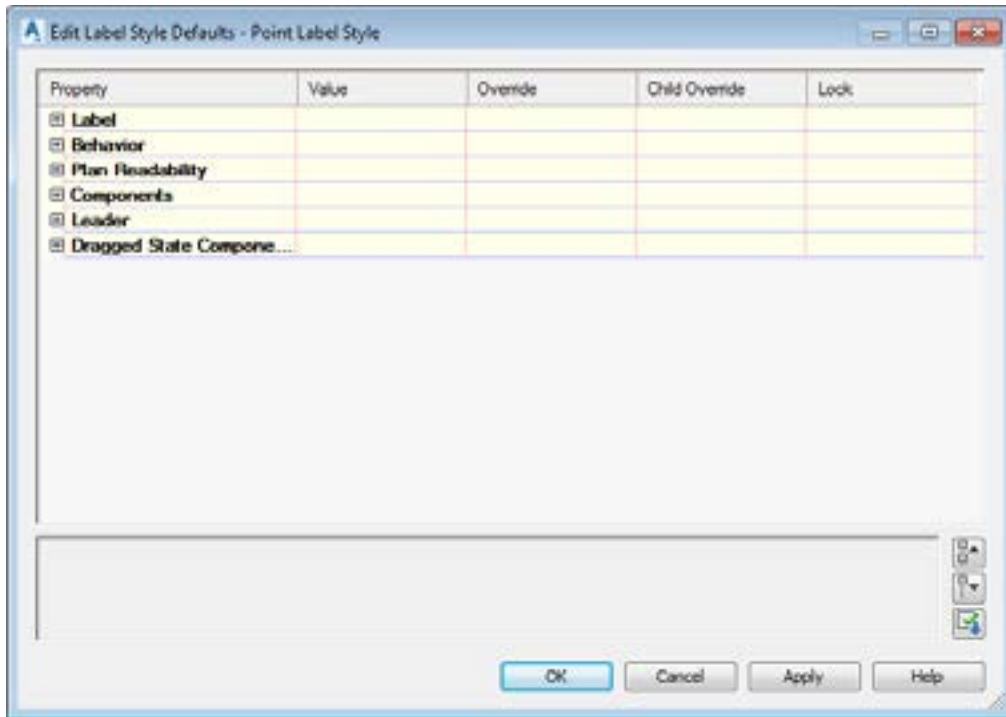 Edit Label Style Defaults - Point Label Style
Property Value Override Child Override Lock
Label
Behavior
Plan Readability
Components
Leader
Dragged State Compone...
OK Cancel Apply Help